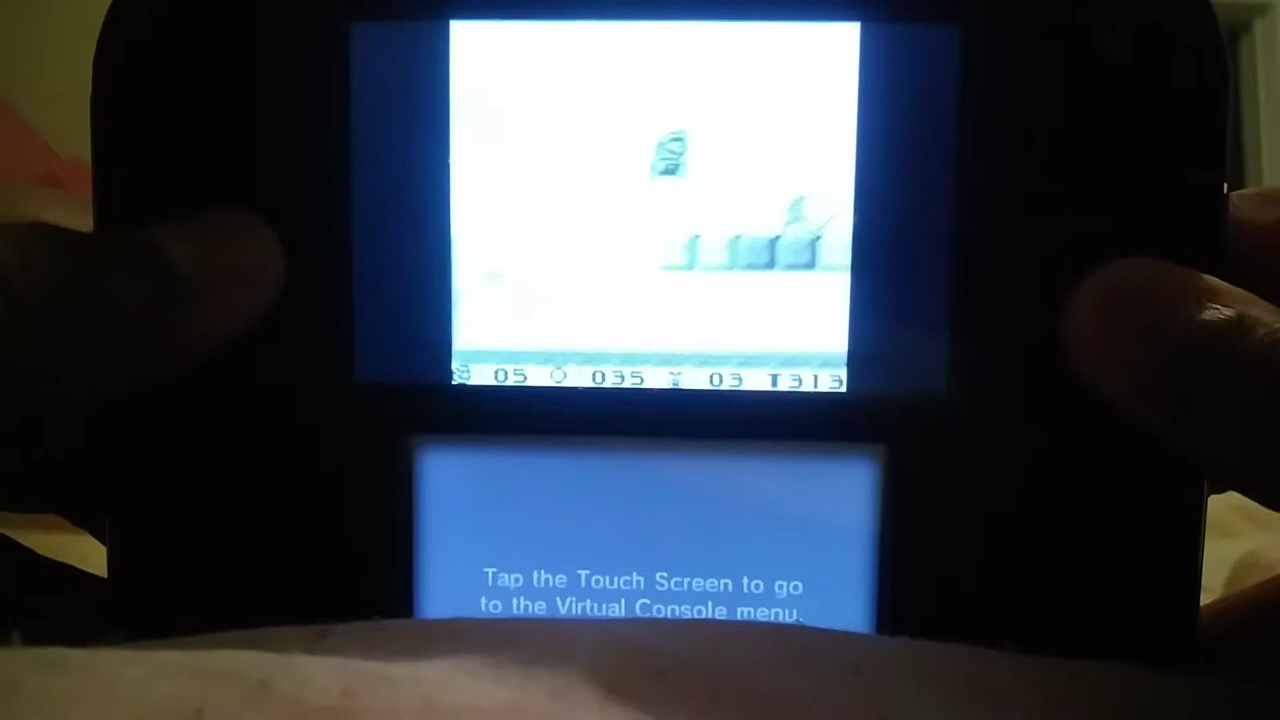 05 035 03 T313
Tap the Touch Screen to go
to the Virtual Console menu.